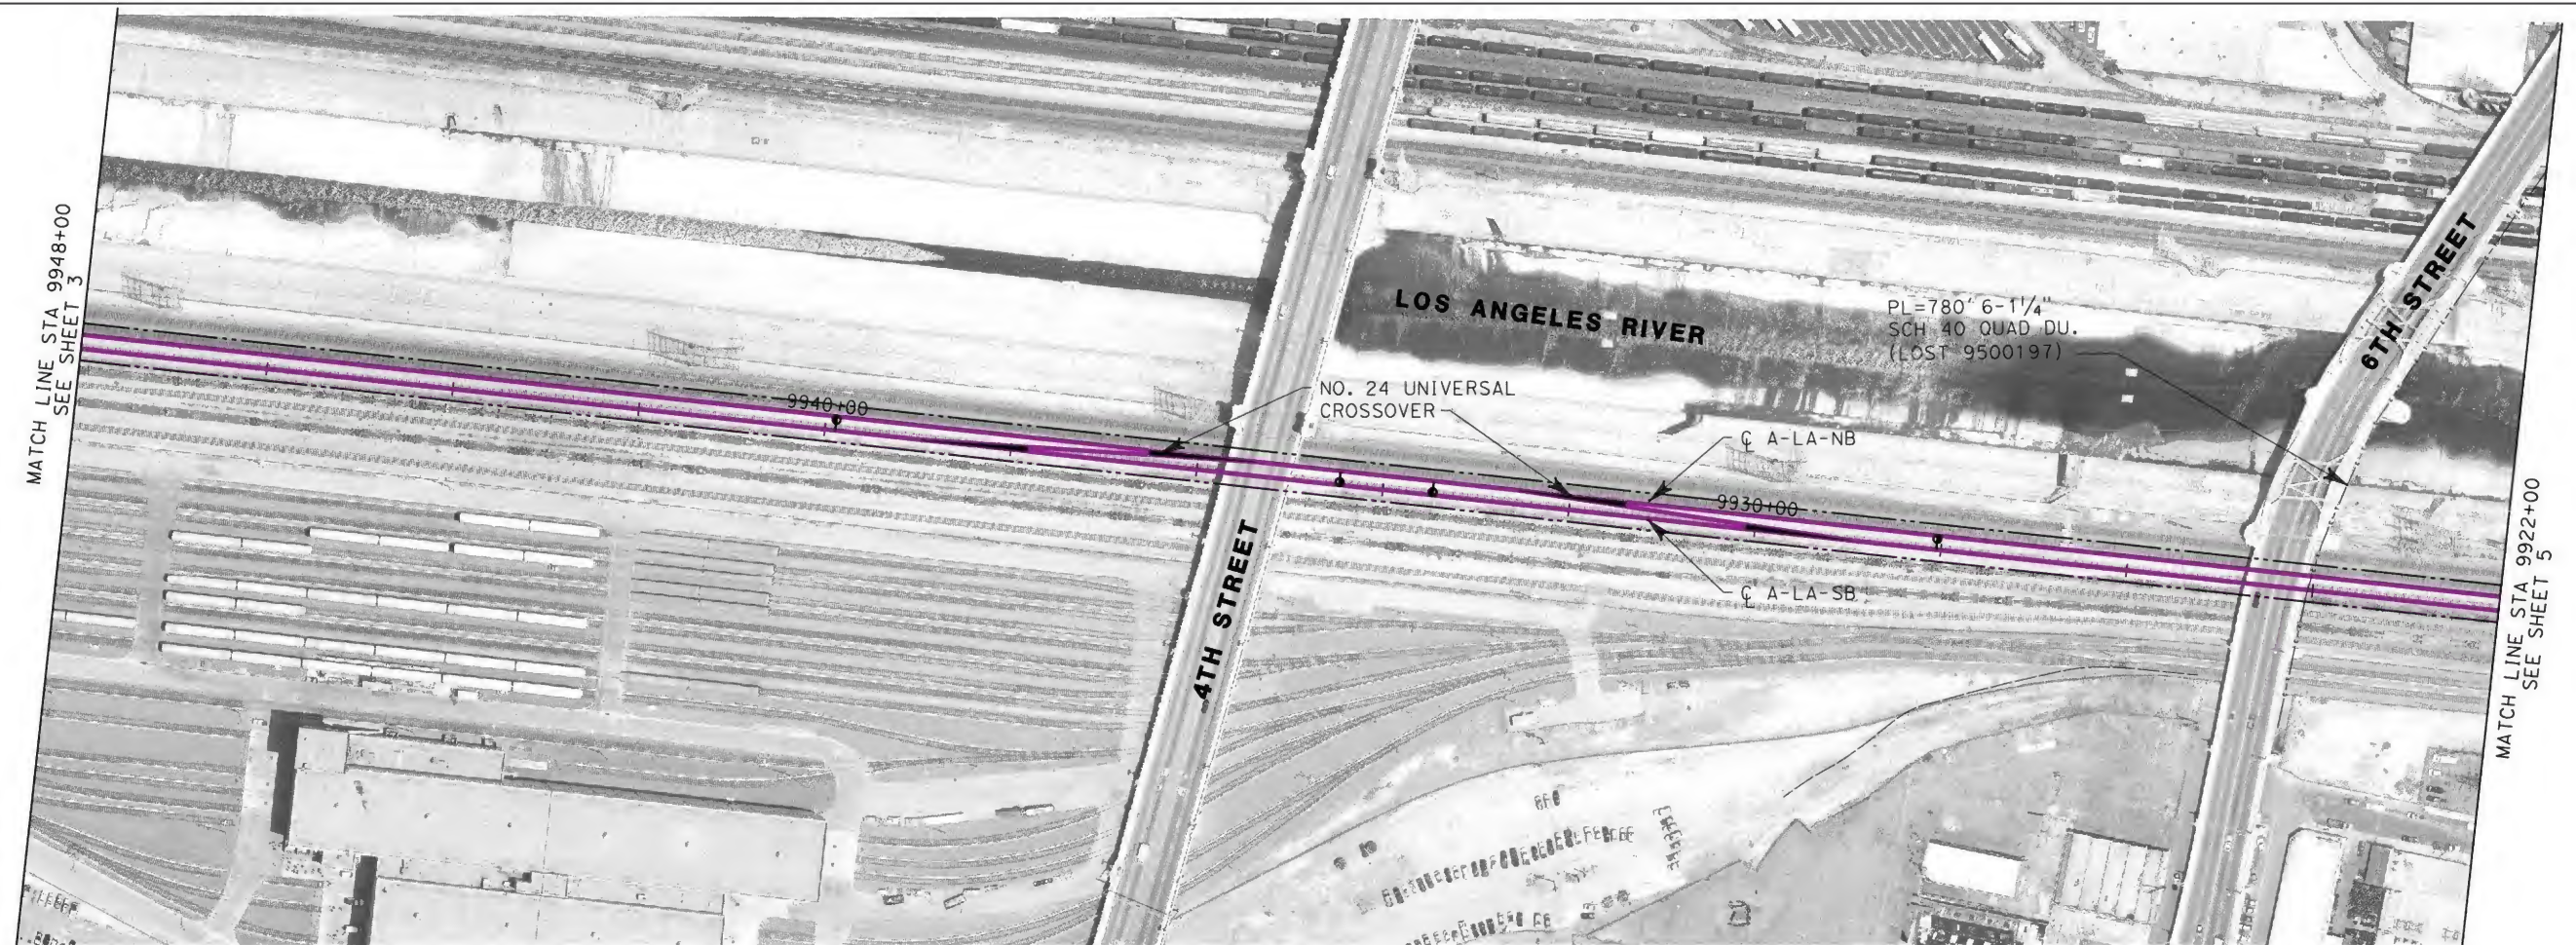 MATCH LINE STA 9948+00
SEE SHEET 3
9940+00
4TH STREET
NO. 24 UNIVERSAL
CROSSOVER
LOS ANGELES RIVER
℄ A-LA-NB
9930+00
℄ A-LA-SB
PL=780' 6-1¼"
SCH 40 QUAD DU.
(LOST 9500197)
6TH STREET
MATCH LINE STA 9922+00
SEE SHEET 5